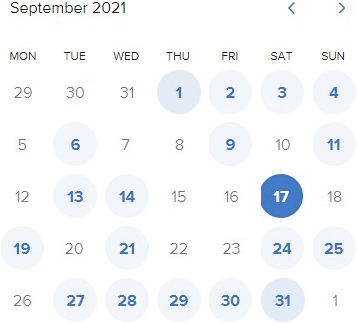 September 2021
MON TUE WED THU FRI SAT SUN
29 30 31 1 2 3 4
5 6 7 8 9 10 11
12 13 14 15 16 17 18
19 20 21 22 23 24 25
26 27 28 29 30 31 1